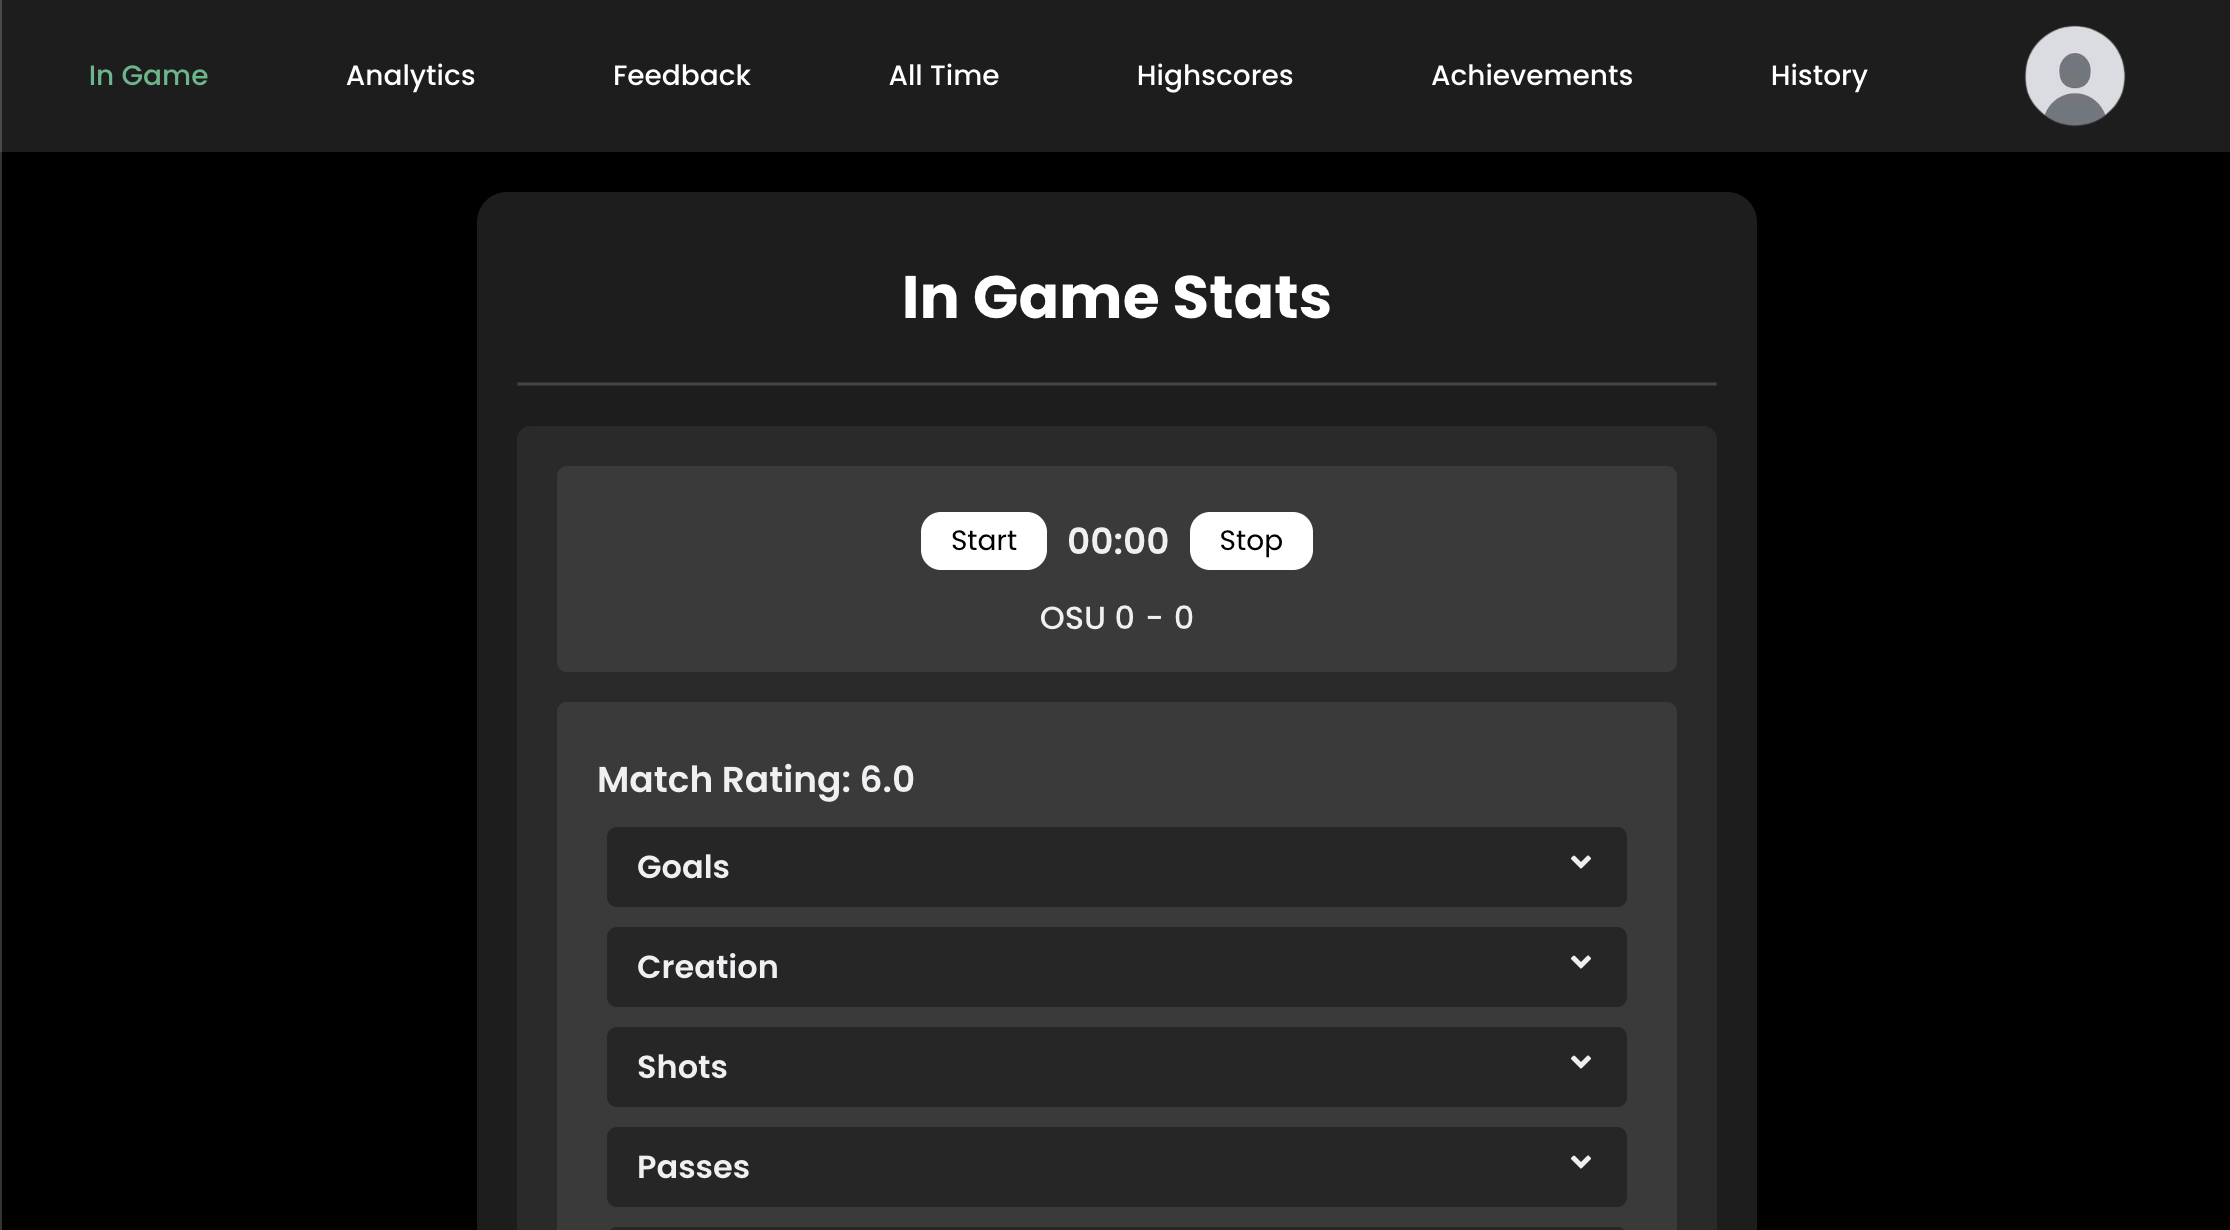 In Game Analytics Feedback All Time Highscores Achievements History
In Game Stats
Start 00:00 Stop
OSU 0 - 0
Match Rating: 6.0
Goals
Creation
Shots
Passes